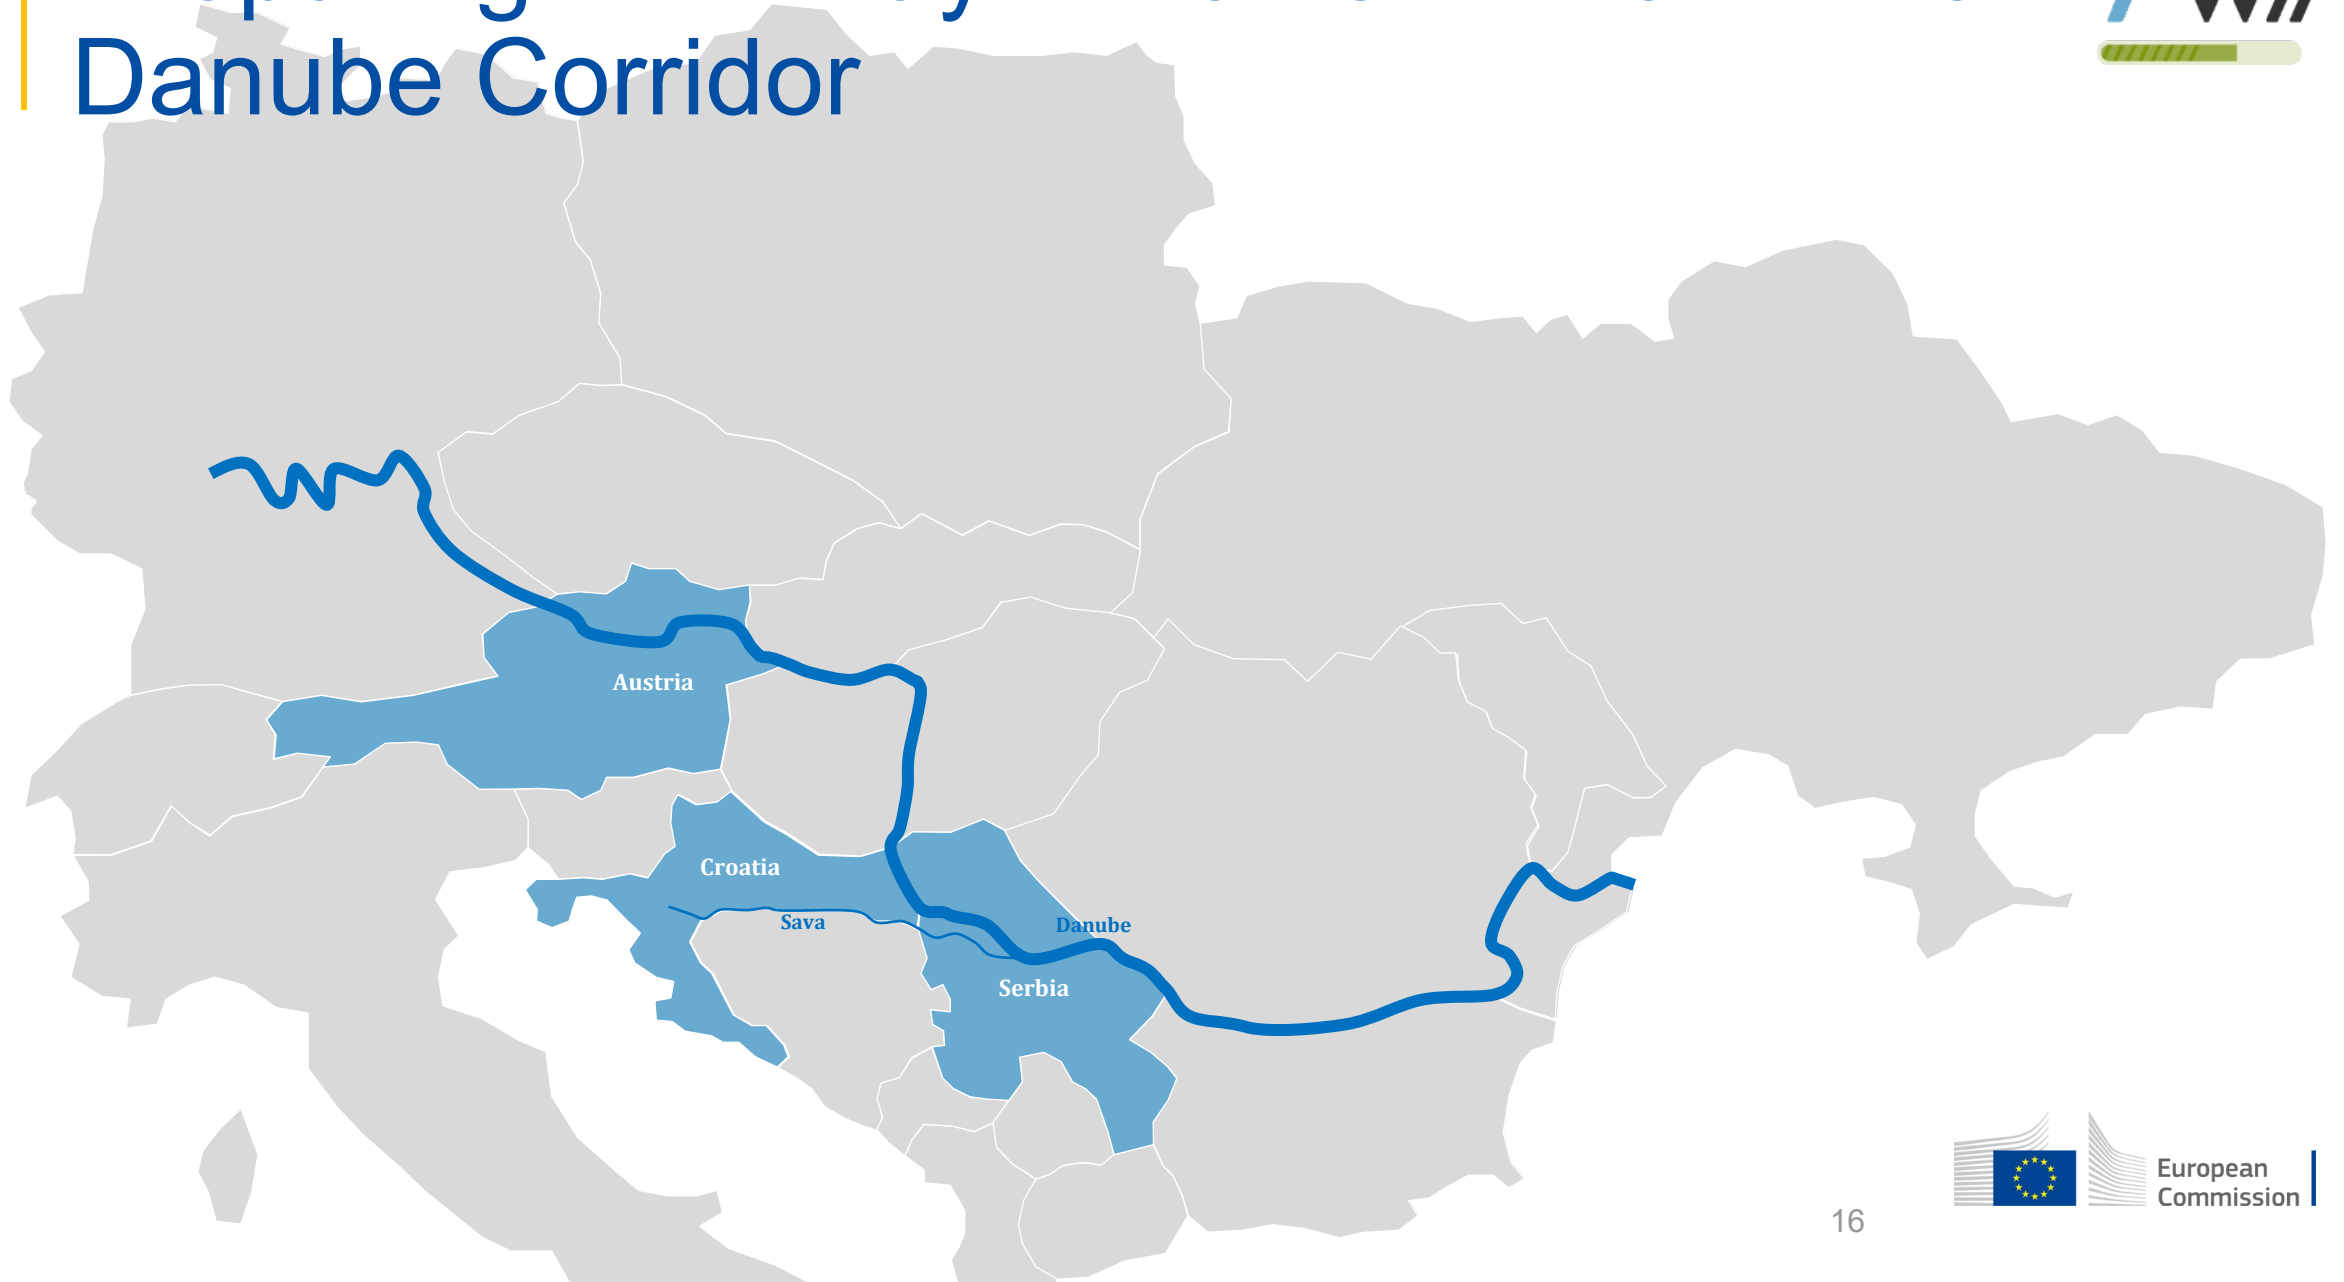 Danube Corridor
Austria
Croatia
Sava
Danube
Serbia
European
Commission
16